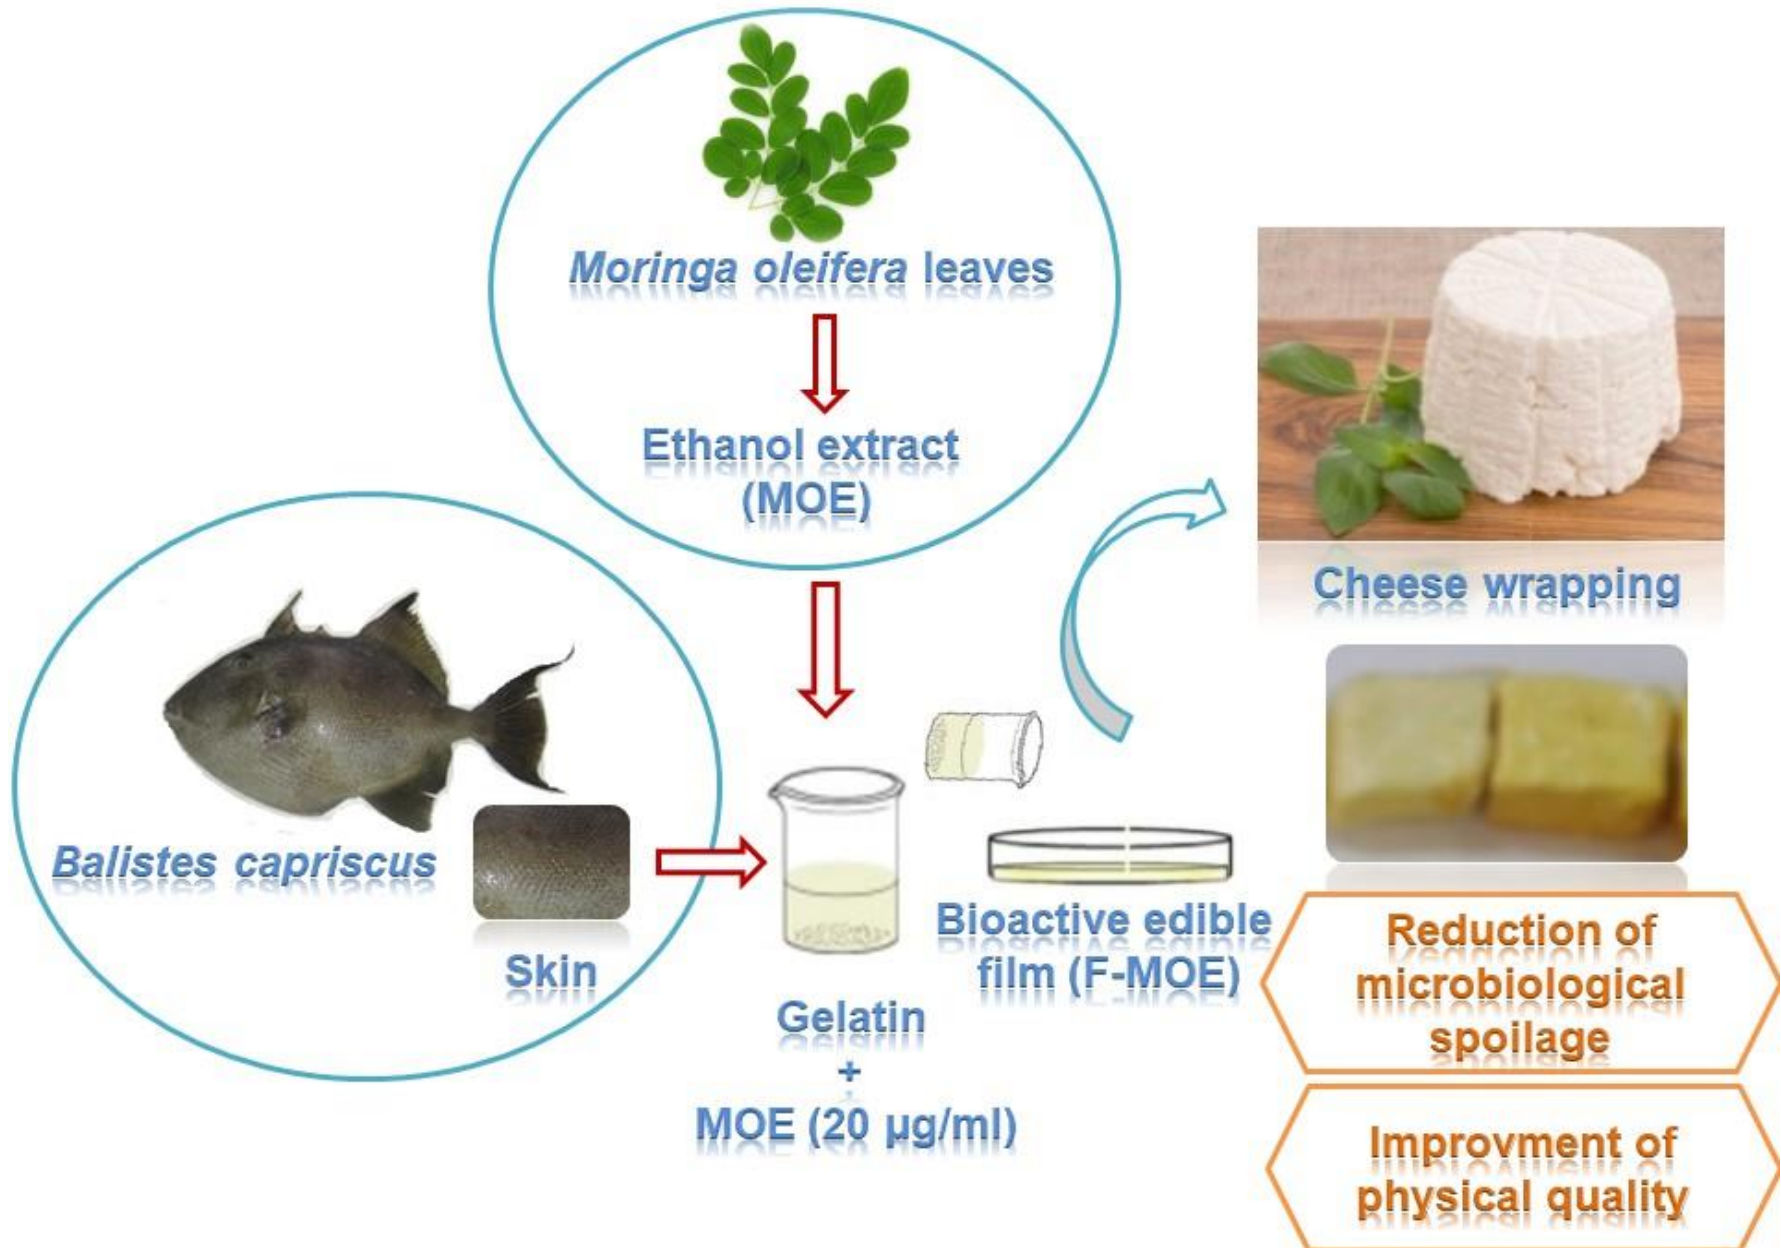 Moringa oleifera leaves
Ethanol extract
(MOE)
Balistes capriscus
Skin
Gelatin
+
MOE (20 µg/ml)
Bioactive edible
film (F-MOE)
Cheese wrapping
Reduction of
microbiological
spoilage
Improvment of
physical quality